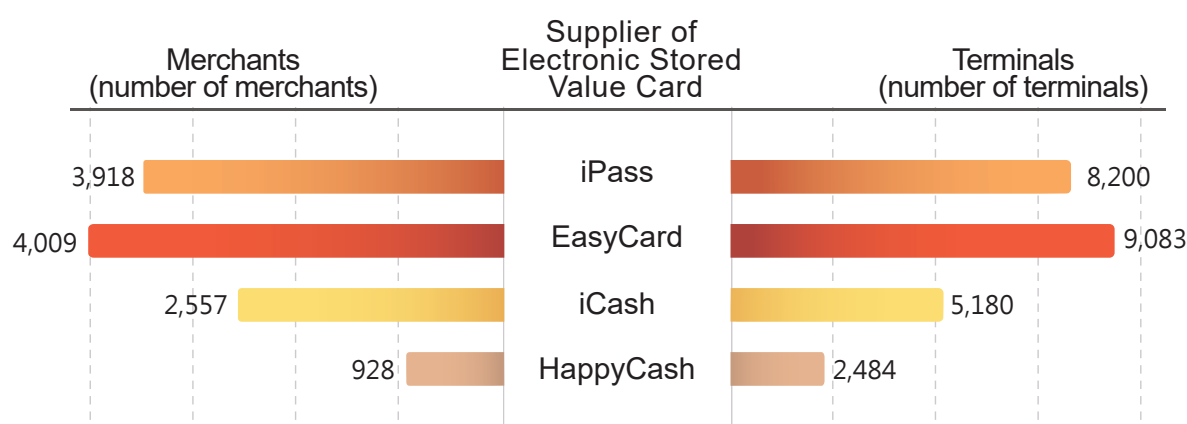 Merchants
(number of merchants)
Supplier of
Electronic Stored
Value Card
Terminals
(number of terminals)
3,918 iPass 8,200
4,009 EasyCard 9,083
2,557 iCash 5,180
928 HappyCash 2,484